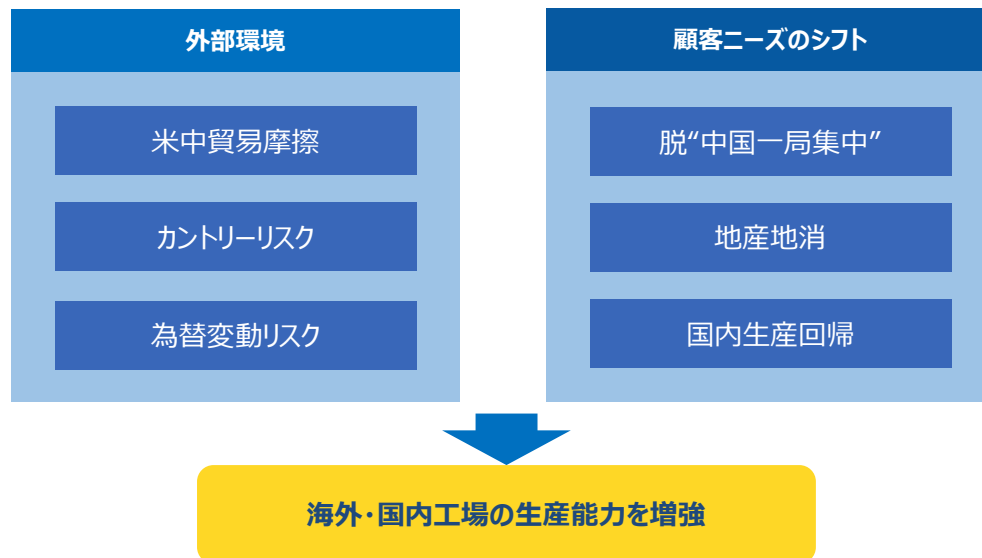 外部環境
米中貿易摩擦
カントリーリスク
為替変動リスク
顧客ニーズのシフト
脱“中国一局集中”
地産地消
国内生産回帰
海外・国内工場の生産能力を増強